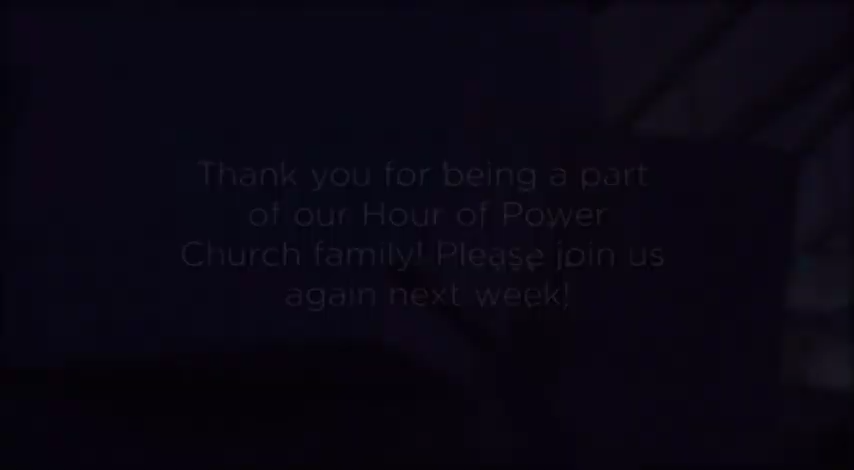 Thank you for being a part
of our Hour of Power
Church family! Please join us
again next week!